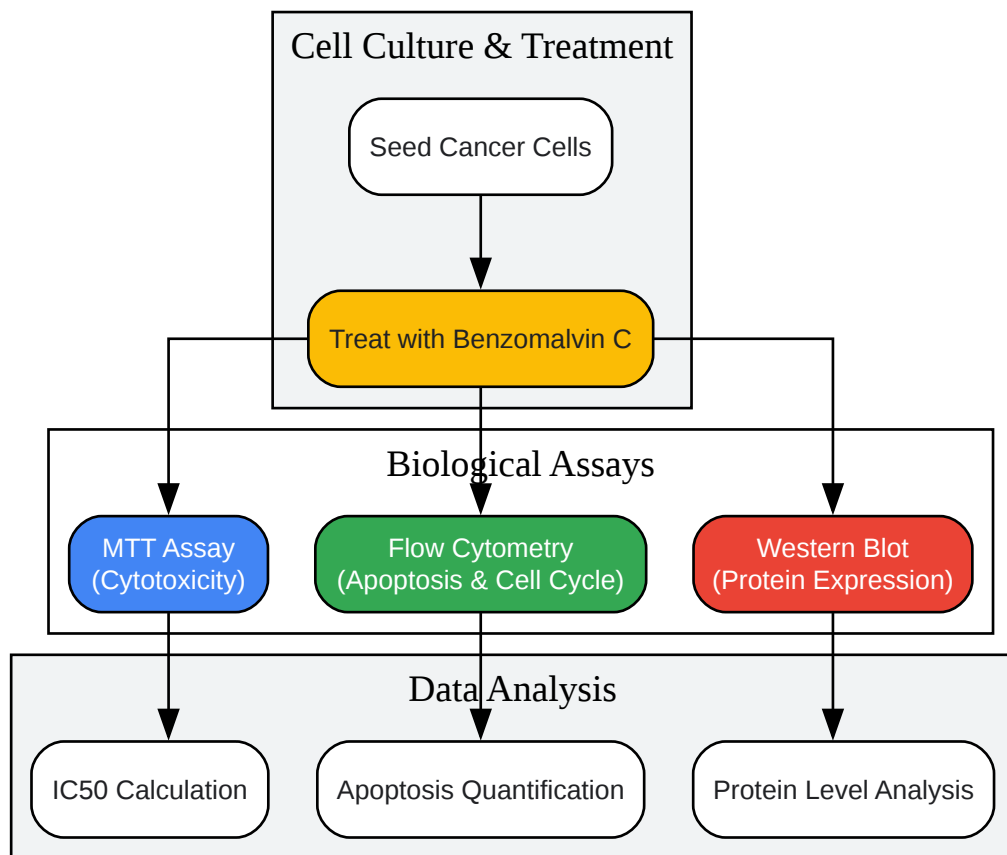 Cell Culture & Treatment
Seed Cancer Cells
Treat with Benzomalvin C
Biological Assays
MTT Assay
(Cytotoxicity)
Flow Cytometry
(Apoptosis & Cell Cycle)
Western Blot
(Protein Expression)
Data Analysis
IC50 Calculation
Apoptosis Quantification
Protein Level Analysis